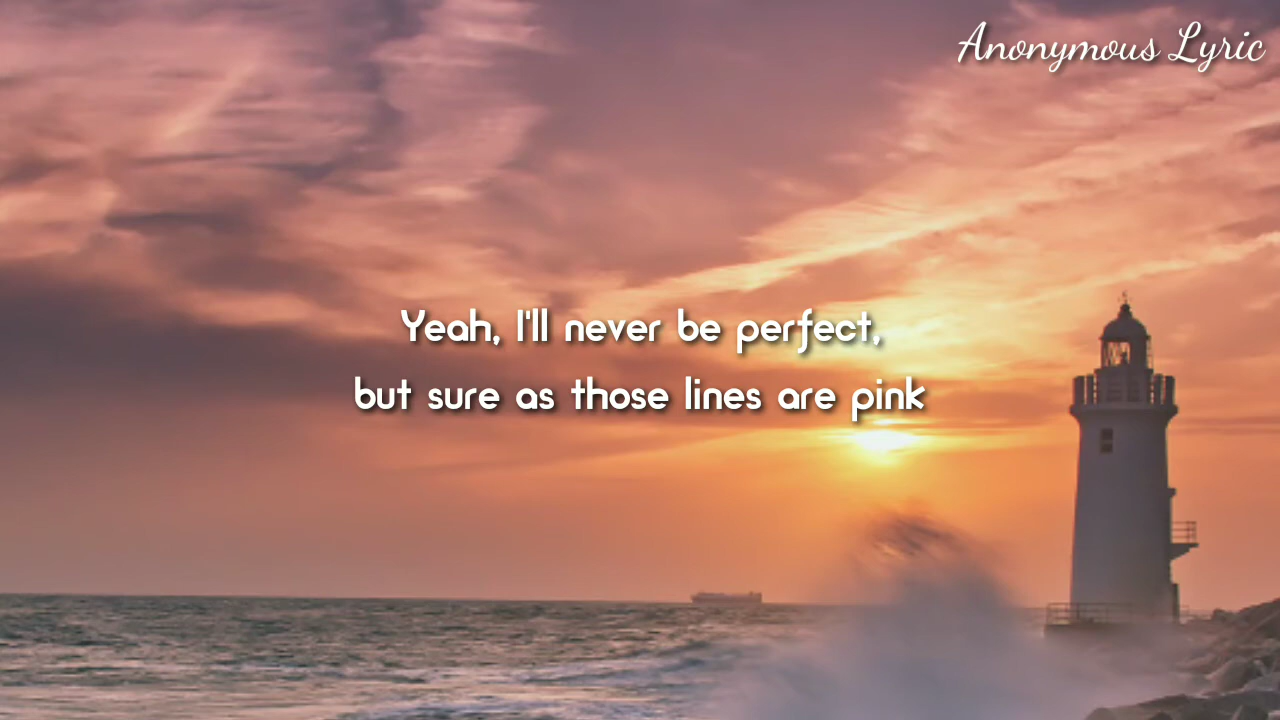 Anonymous Lyric
Yeah, I'll never be perfect,
but sure as those lines are pink